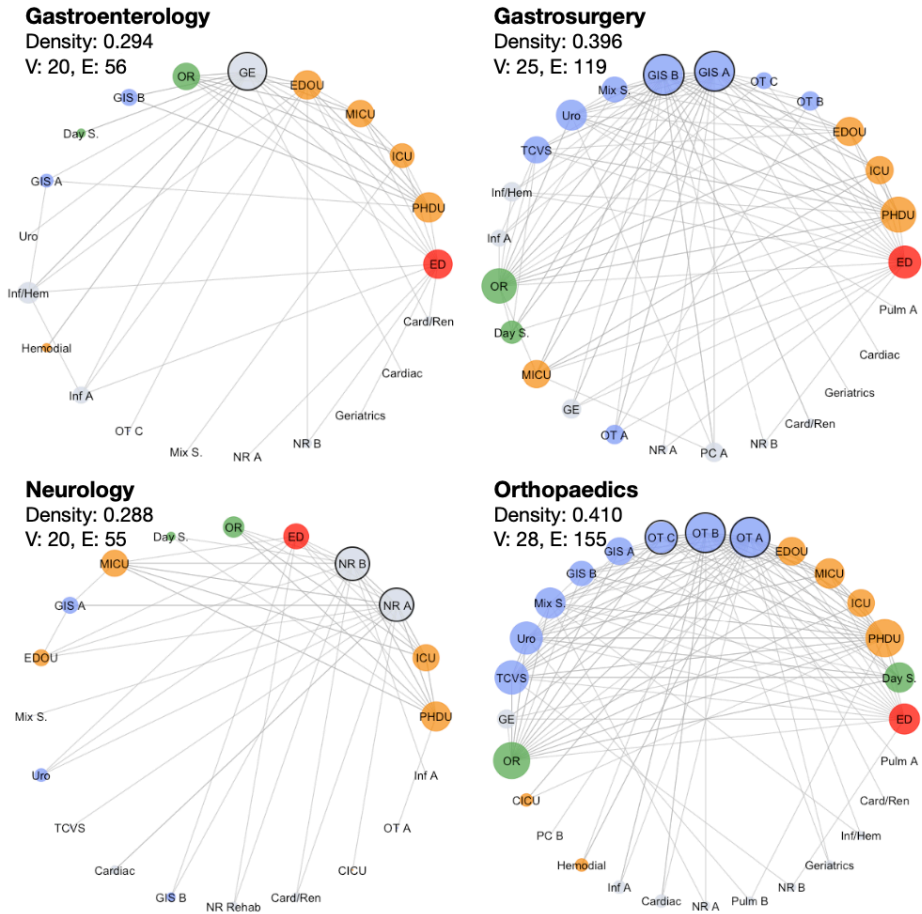 Gastroenterology
Density: 0.294
V: 20, E: 56
GE
OR
EDOU
GIS B
MICU
Day S.
ICU
GIS A
PHDU
Uro
ED
Inf/Hem
Card/Ren
Hemodial
Cardiac
Inf A
Geriatrics
OT C
NR B
Mix S.
NR A
Gastrosurgery
Density: 0.396
V: 25, E: 119
GIS B
GIS A
OT C
Mix S.
OT B
Uro
EDOU
TCVS
ICU
Inf/Hem
PHDU
Inf A
ED
OR
Pulm A
Day S.
Cardiac
MICU
Geriatrics
GE
Card/Ren
OT A
NR B
NR A
PC A
Neurology
Density: 0.288
V: 20, E: 55
Day S.
OR
ED
MICU
NR B
GIS A
NR A
EDOU
ICU
Mix S.
PHDU
Uro
Inf A
TCVS
OT A
Cardiac
CICU
GIS B
Card/Ren
NR Rehab
Orthopaedics
Density: 0.410
V: 28, E: 155
OT C
OT B
OT A
GIS A
EDOU
GIS B
MICU
Mix S.
ICU
Uro
PHDU
TCVS
Day S.
GE
ED
OR
Pulm A
CICU
Card/Ren
PC B
Inf/Hem
Hemodial
Geriatrics
Inf A
NR B
Cardiac
Pulm B
NR A